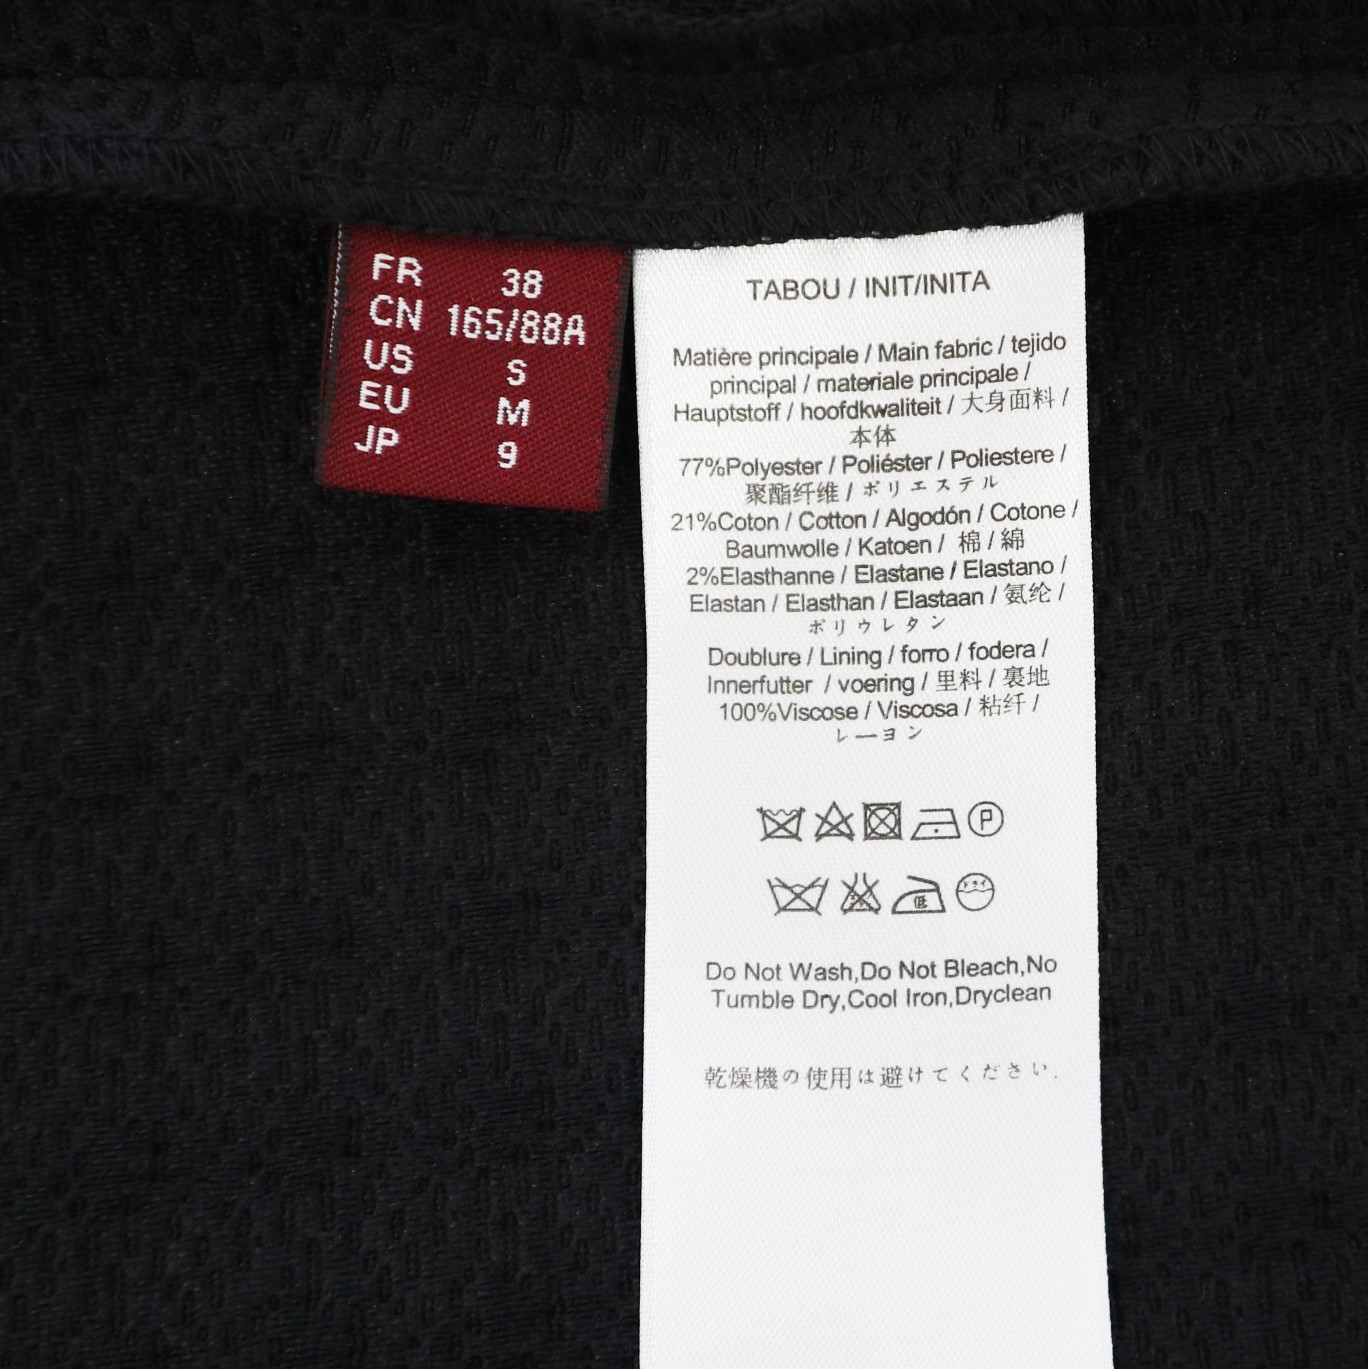 FR 38
CN 165/88A
US S
EU M
JP 9
TABOU / INIT/INITA
Matière principale / Main fabric / tejido
principal / materiale principale /
Hauptstoff / hoofdkwaliteit / 大身面料 /
本体
77%Polyester / Poliéster / Poliestere /
聚酯纤维 / ポリエステル
21%Coton / Cotton / Algodón / Cotone /
Baumwolle / Katoen / 棉 / 綿
2%Elasthanne / Elastane / Elastano /
Elastan / Elasthan / Elastaan / 氨纶 /
ポリウレタン
Doublure / Lining / forro / fodera /
Innerfutter / voering / 里料 / 裏地
100%Viscose / Viscosa / 粘纤 /
レーヨン
P
低 ドライ
Do Not Wash,Do Not Bleach,No
Tumble Dry,Cool Iron,Dryclean
乾燥機の使用は避けてください.